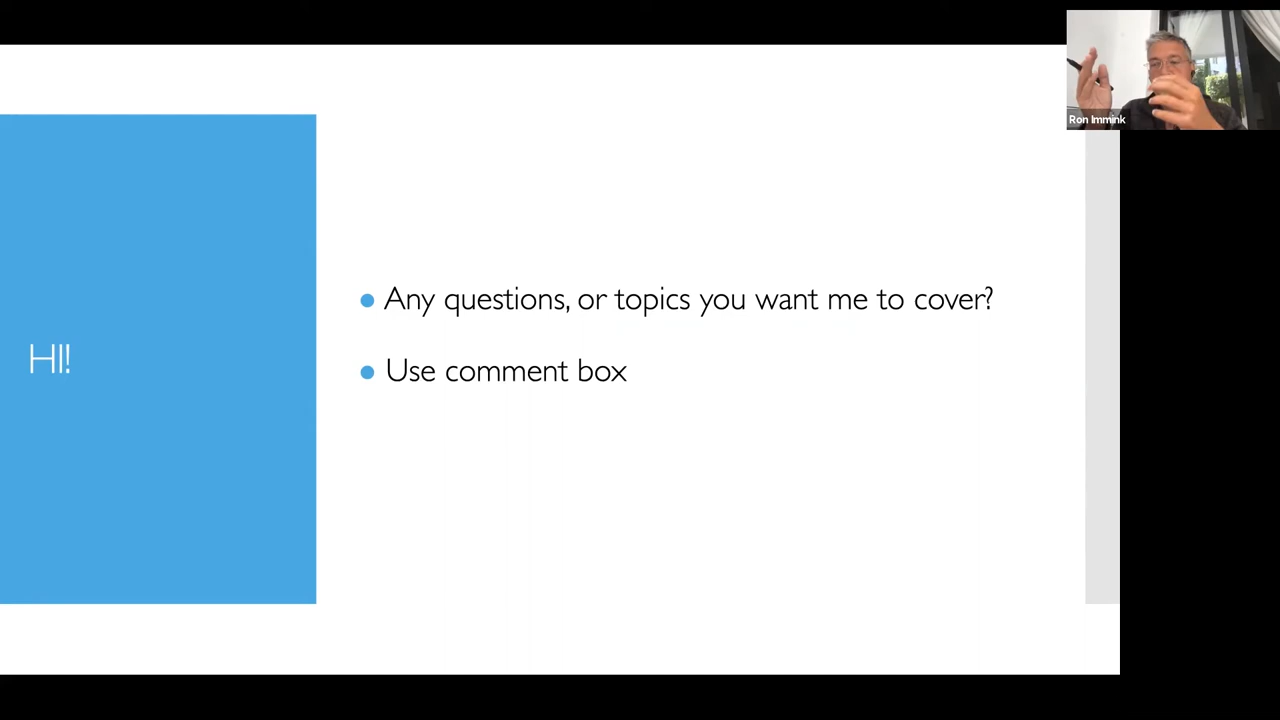 Ron Immink
HI!
Any questions, or topics you want me to cover?
Use comment box